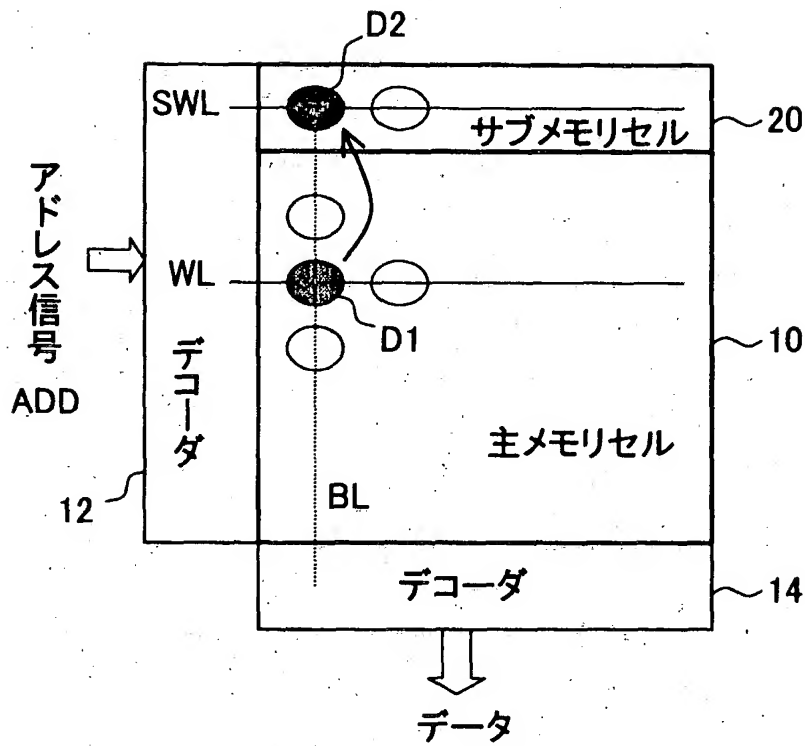 D2
SWL
サブメモリセル
20
アドレス信号
ADD
WL
D1
10
デコーダ
主メモリセル
12
BL
デコーダ
14
データ